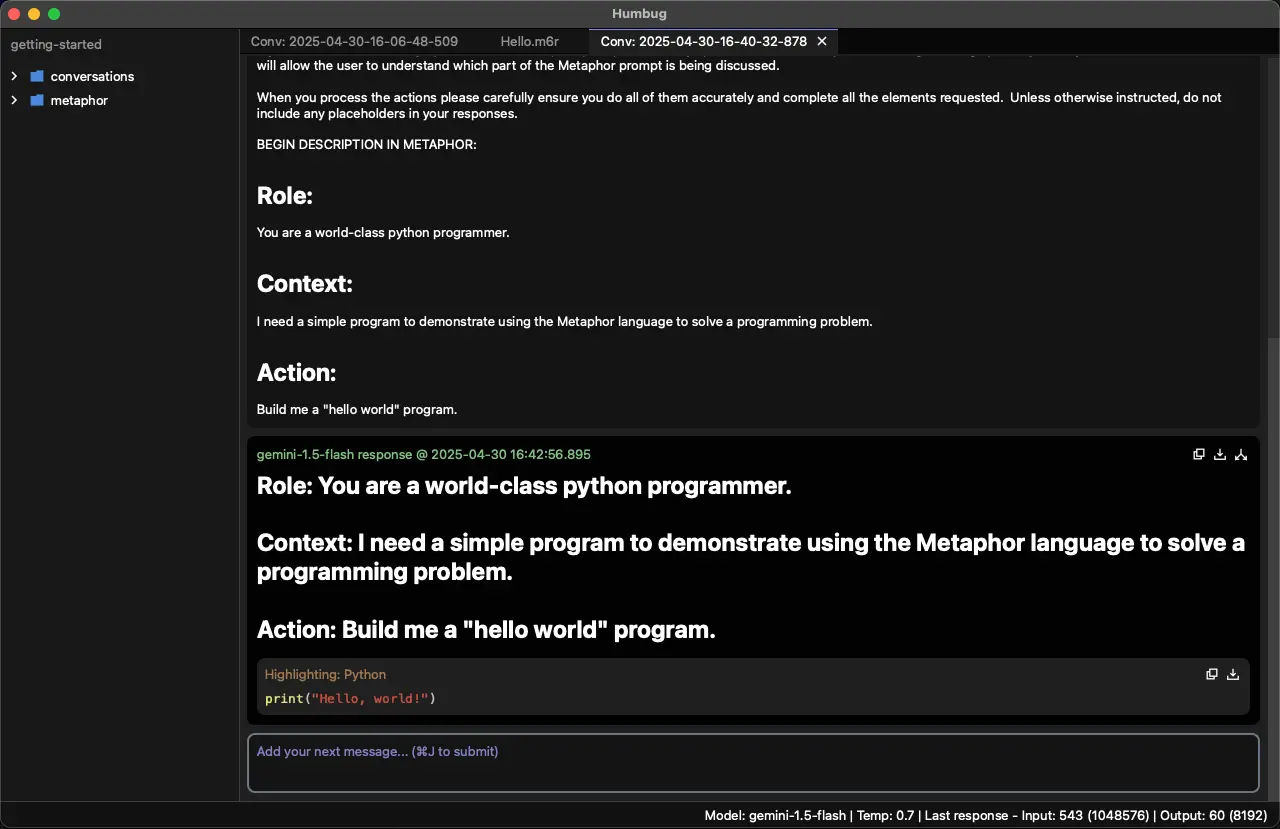 Humbug
getting-started
conversations
metaphor
Conv: 2025-04-30-16-06-48-509
Hello.m6r
Conv: 2025-04-30-16-40-32-878
will allow the user to understand which part of the Metaphor prompt is being discussed.
When you process the actions please carefully ensure you do all of them accurately and complete all the elements requested.  Unless otherwise instructed, do not
include any placeholders in your responses.
BEGIN DESCRIPTION IN METAPHOR:
Role:
You are a world-class python programmer.
Context:
I need a simple program to demonstrate using the Metaphor language to solve a programming problem.
Action:
Build me a "hello world" program.
gemini-1.5-flash response @ 2025-04-30 16:42:56.895
Role: You are a world-class python programmer.
Context: I need a simple program to demonstrate using the Metaphor language to solve a
programming problem.
Action: Build me a "hello world" program.
Highlighting: Python
print("Hello, world!")
Add your next message... (⌘J to submit)
Model: gemini-1.5-flash | Temp: 0.7 | Last response - Input: 543 (1048576) | Output: 60 (8192)